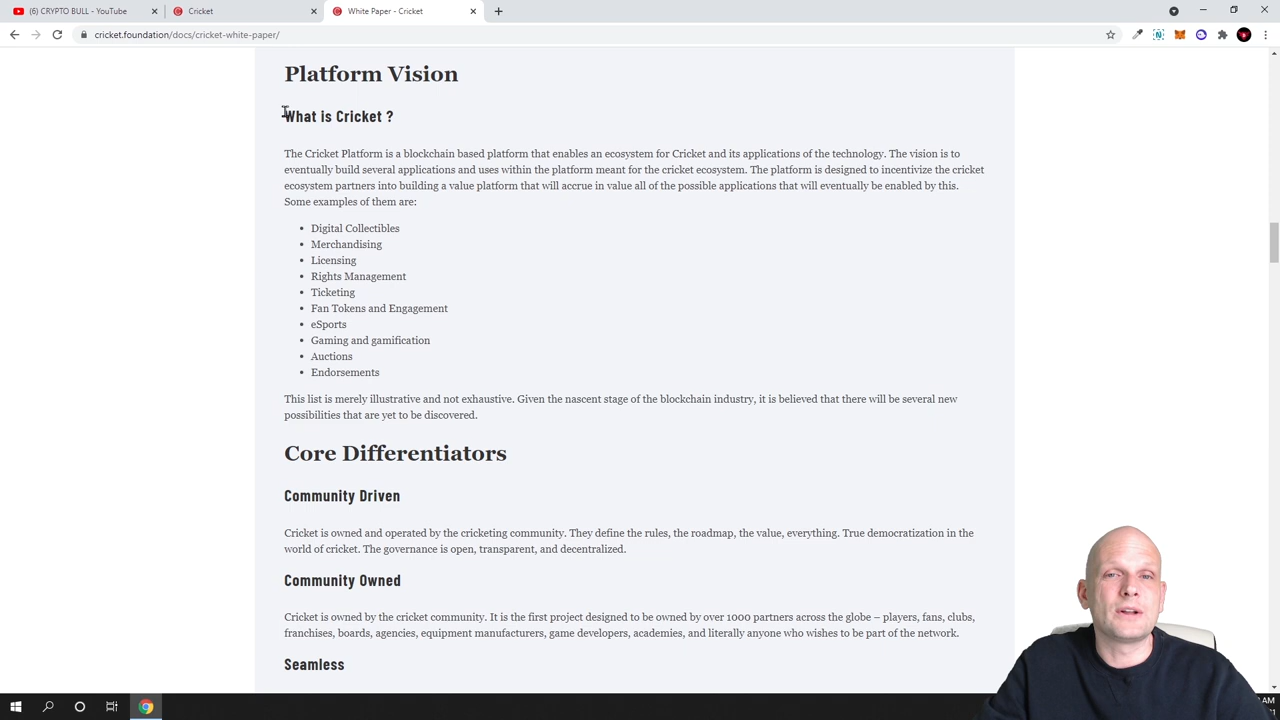 (6) CRYPTO BULL - YouTube
Cricket
White Paper - Cricket
cricket.foundation/docs/cricket-white-paper/
Platform Vision
What is Cricket ?
The Cricket Platform is a blockchain based platform that enables an ecosystem for Cricket and its applications of the technology. The vision is to
eventually build several applications and uses within the platform meant for the cricket ecosystem. The platform is designed to incentivize the cricket
ecosystem partners into building a value platform that will accrue in value all of the possible applications that will eventually be enabled by this.
Some examples of them are:
• Digital Collectibles
• Merchandising
• Licensing
• Rights Management
• Ticketing
• Fan Tokens and Engagement
• eSports
• Gaming and gamification
• Auctions
• Endorsements
This list is merely illustrative and not exhaustive. Given the nascent stage of the blockchain industry, it is believed that there will be several new
possibilities that are yet to be discovered.
Core Differentiators
Community Driven
Cricket is owned and operated by the cricketing community. They define the rules, the roadmap, the value, everything. True democratization in the
world of cricket. The governance is open, transparent, and decentralized.
Community Owned
Cricket is owned by the cricket community. It is the first project designed to be owned by over 1000 partners across the globe – players, fans, clubs,
franchises, boards, agencies, equipment manufacturers, game developers, academies, and literally anyone who wishes to be part of the network.
Seamless